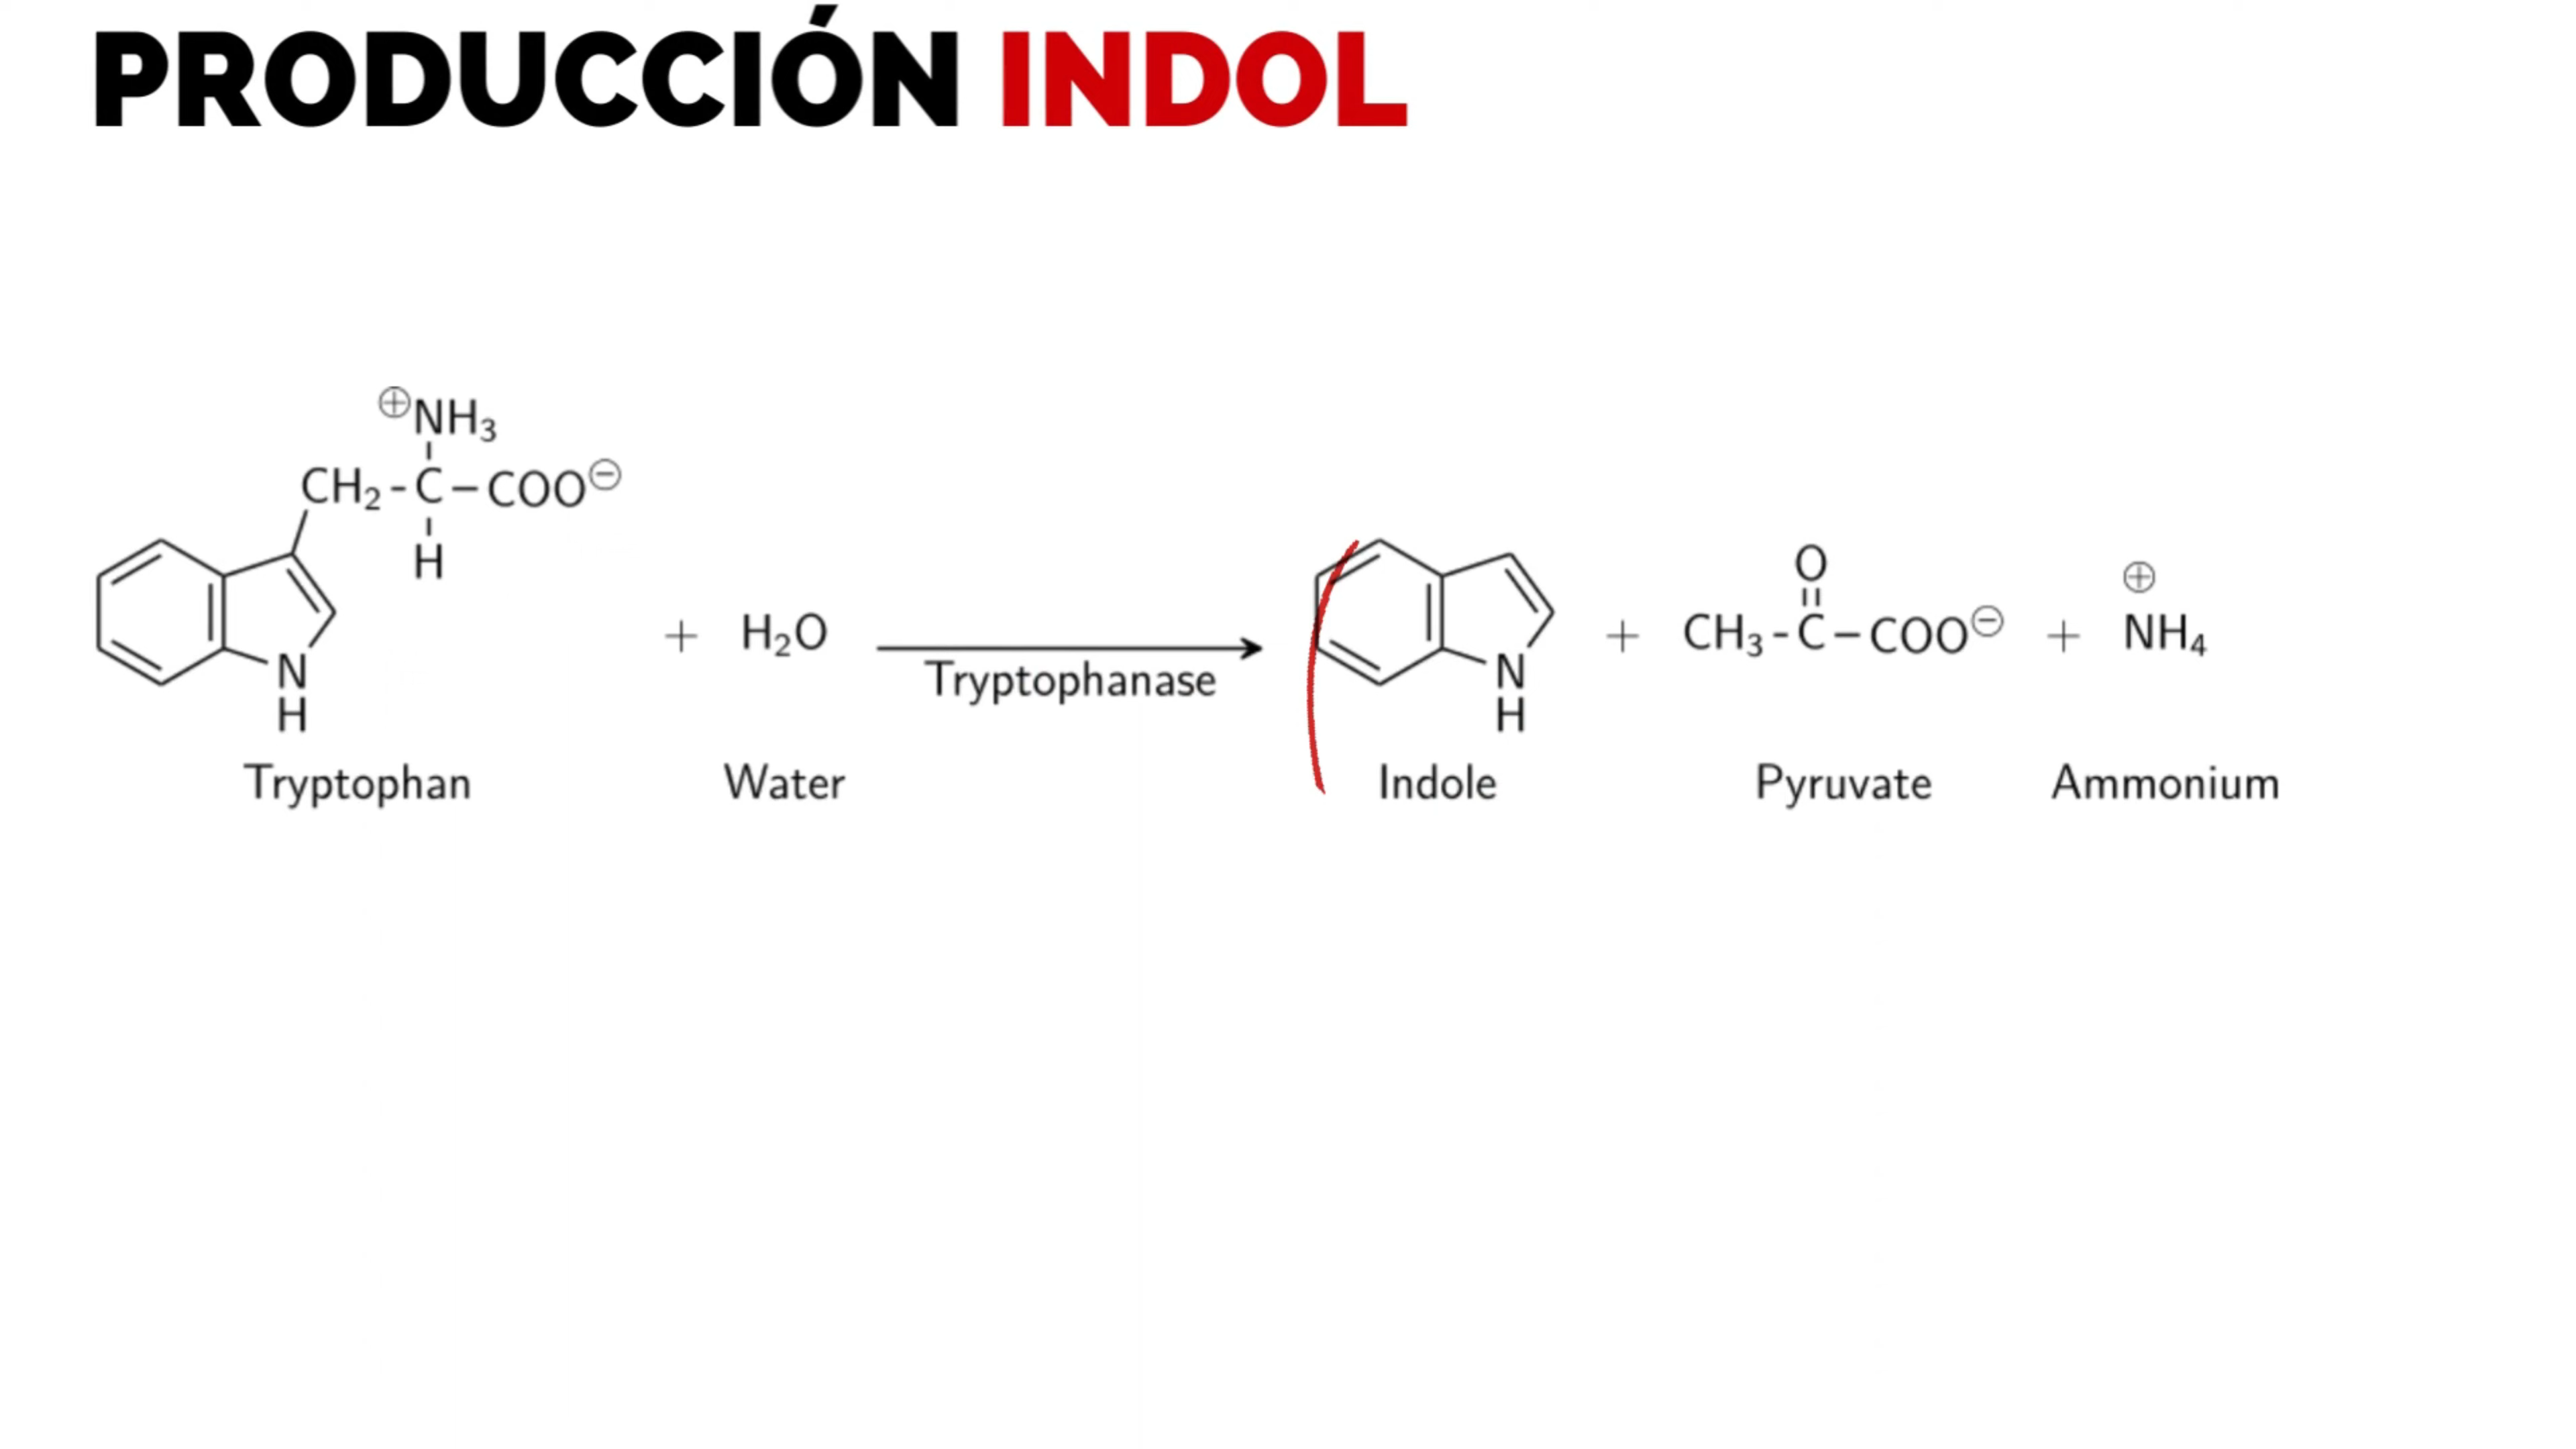 PRODUCCIÓN INDOL
⊕NH₃
CH₂-C-COO⊖
H
N
H
+ H₂O
Tryptophanase
N
H
+
O
CH₃-C-COO⊖
+
⊕
NH₄
Tryptophan Water Indole Pyruvate Ammonium